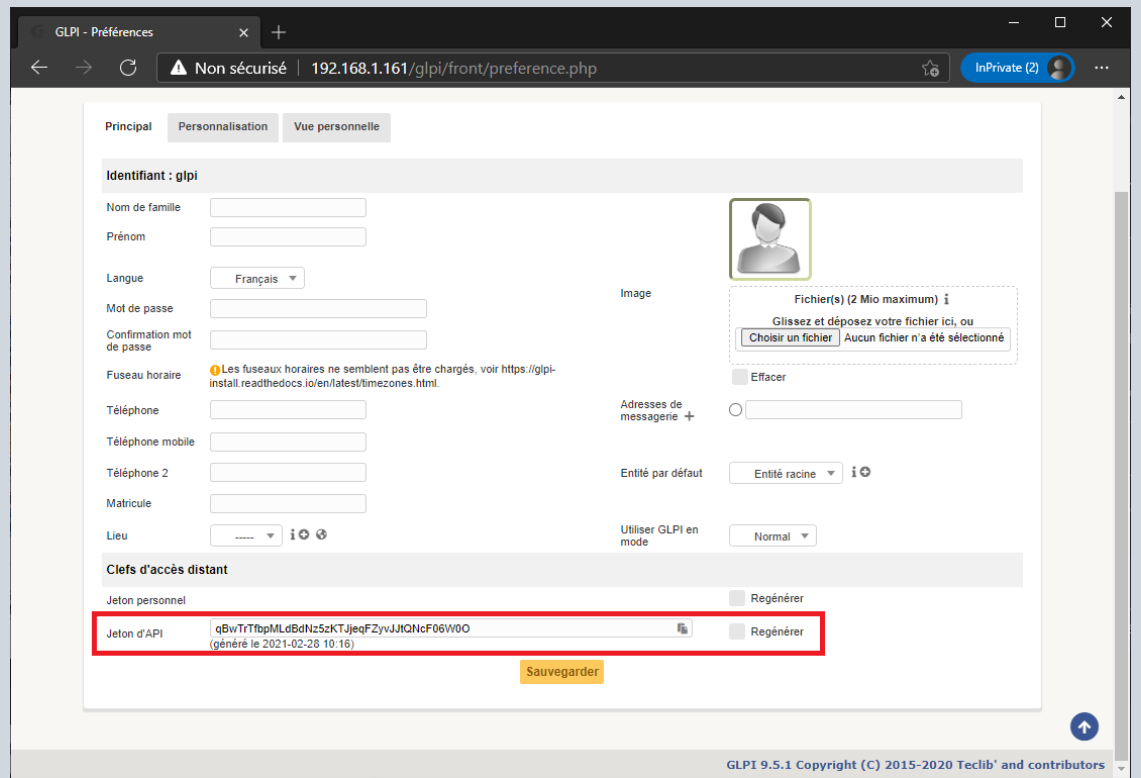 GLPI - Préférences
Non sécurisé | 192.168.1.161/glpi/front/preference.php
InPrivate (2)
Principal Personnalisation Vue personnelle
Identifiant : glpi
Nom de famille
Prénom
Langue Français
Image
Fichier(s) (2 Mio maximum)
Glissez et déposez votre fichier ici, ou
Choisir un fichier Aucun fichier n'a été sélectionné
Effacer
Mot de passe
Confirmation mot
de passe
Fuseau horaire Les fuseaux horaires ne semblent pas être chargés, voir https://glpi-
install.readthedocs.io/en/latest/timezones.html.
Téléphone
Adresses de
messagerie
Téléphone mobile
Téléphone 2
Entité par défaut Entité racine
Matricule
Lieu -----
Utiliser GLPI en
mode Normal
Clefs d'accès distant
Jeton personnel Regénérer
Jeton d'API qBwTrTfbpMLdBdNz5zKTJjeqFZyvJJtQNcF06W0O Regénérer
(généré le 2021-02-28 10:16)
Sauvegarder
GLPI 9.5.1 Copyright (C) 2015-2020 Teclib' and contributors